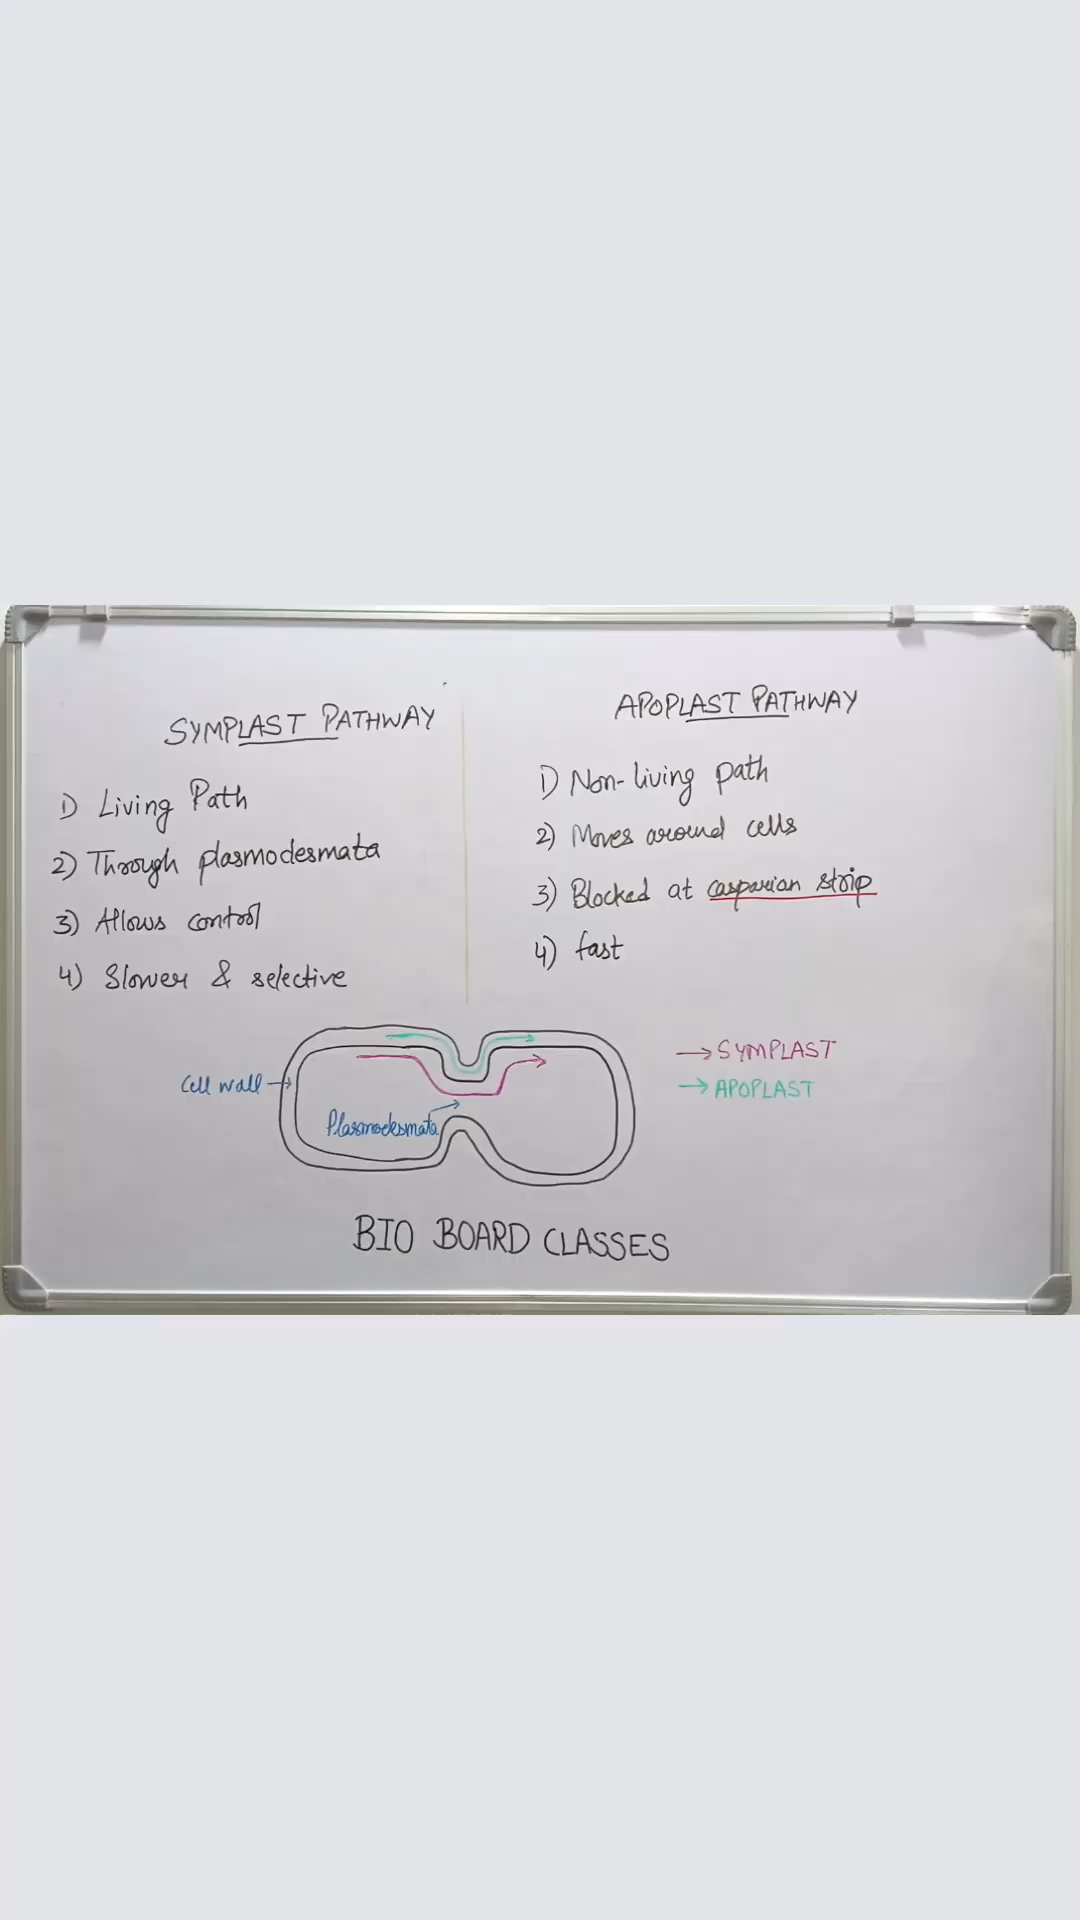 SYMPLAST PATHWAY
1) Living Path
2) Through plasmodesmata
3) Allows control
4) Slower & selective
APOPLAST PATHWAY
1) Non-living path
2) Moves around cells
3) Blocked at casparian strip
4) fast
Cell wall
Plasmodesmata
SYMPLAST
APOPLAST
BIO BOARD CLASSES